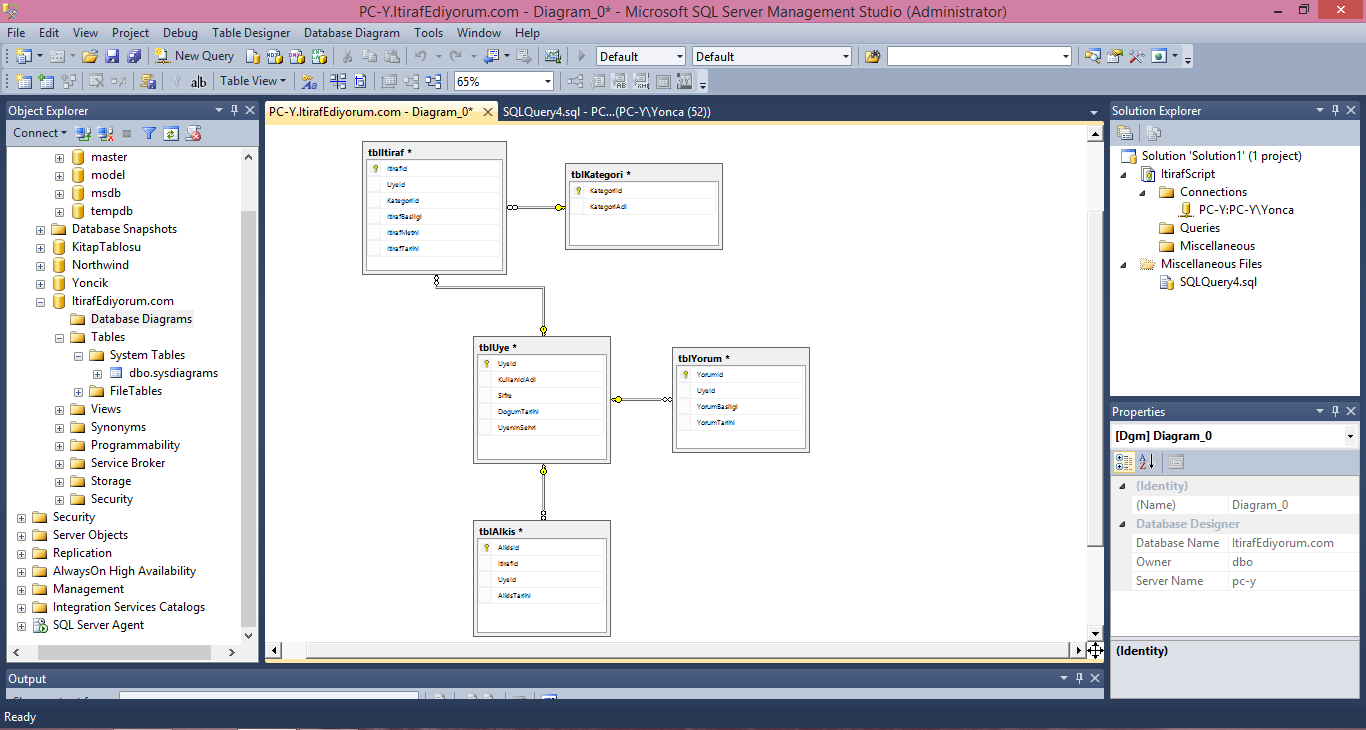 PC-Y.ItirafEdiyorum.com - Diagram_0* - Microsoft SQL Server Management Studio (Administrator)
File Edit View Project Debug Table Designer Database Diagram Tools Window Help
New Query Default Default
Table View 65%
Object Explorer
Connect
master
model
msdb
tempdb
Database Snapshots
KitapTablosu
Northwind
Yoncik
ItirafEdiyorum.com
Database Diagrams
Tables
System Tables
dbo.sysdiagrams
FileTables
Views
Synonyms
Programmability
Service Broker
Storage
Security
Security
Server Objects
Replication
AlwaysOn High Availability
Management
Integration Services Catalogs
SQL Server Agent
PC-Y.ItirafEdiyorum.com - Diagram_0* SQLQuery4.sql - PC...(PC-Y\Yonca (52))
tblItiraf *
ItirafId
UyeId
KategoriId
ItirafBasligi
ItirafMetni
ItirafTarihi
tblKategori *
KategoriId
KategoriAdi
tblUye *
UyeId
KullaniciAdi
Sifre
DogumTarihi
UyeninSehri
tblYorum *
YorumId
UyeId
YorumBasligi
YorumTarihi
tblAlkis *
AlkisId
ItirafId
UyeId
AlkisTarihi
Solution Explorer
Solution 'Solution1' (1 project)
ItirafScript
Connections
PC-Y:PC-Y\Yonca
Queries
Miscellaneous
Miscellaneous Files
SQLQuery4.sql
Properties
[Dgm] Diagram_0
(Identity)
(Name) Diagram_0
Database Designer
Database Name ItirafEdiyorum.com
Owner dbo
Server Name pc-y
(Identity)
Output
Ready